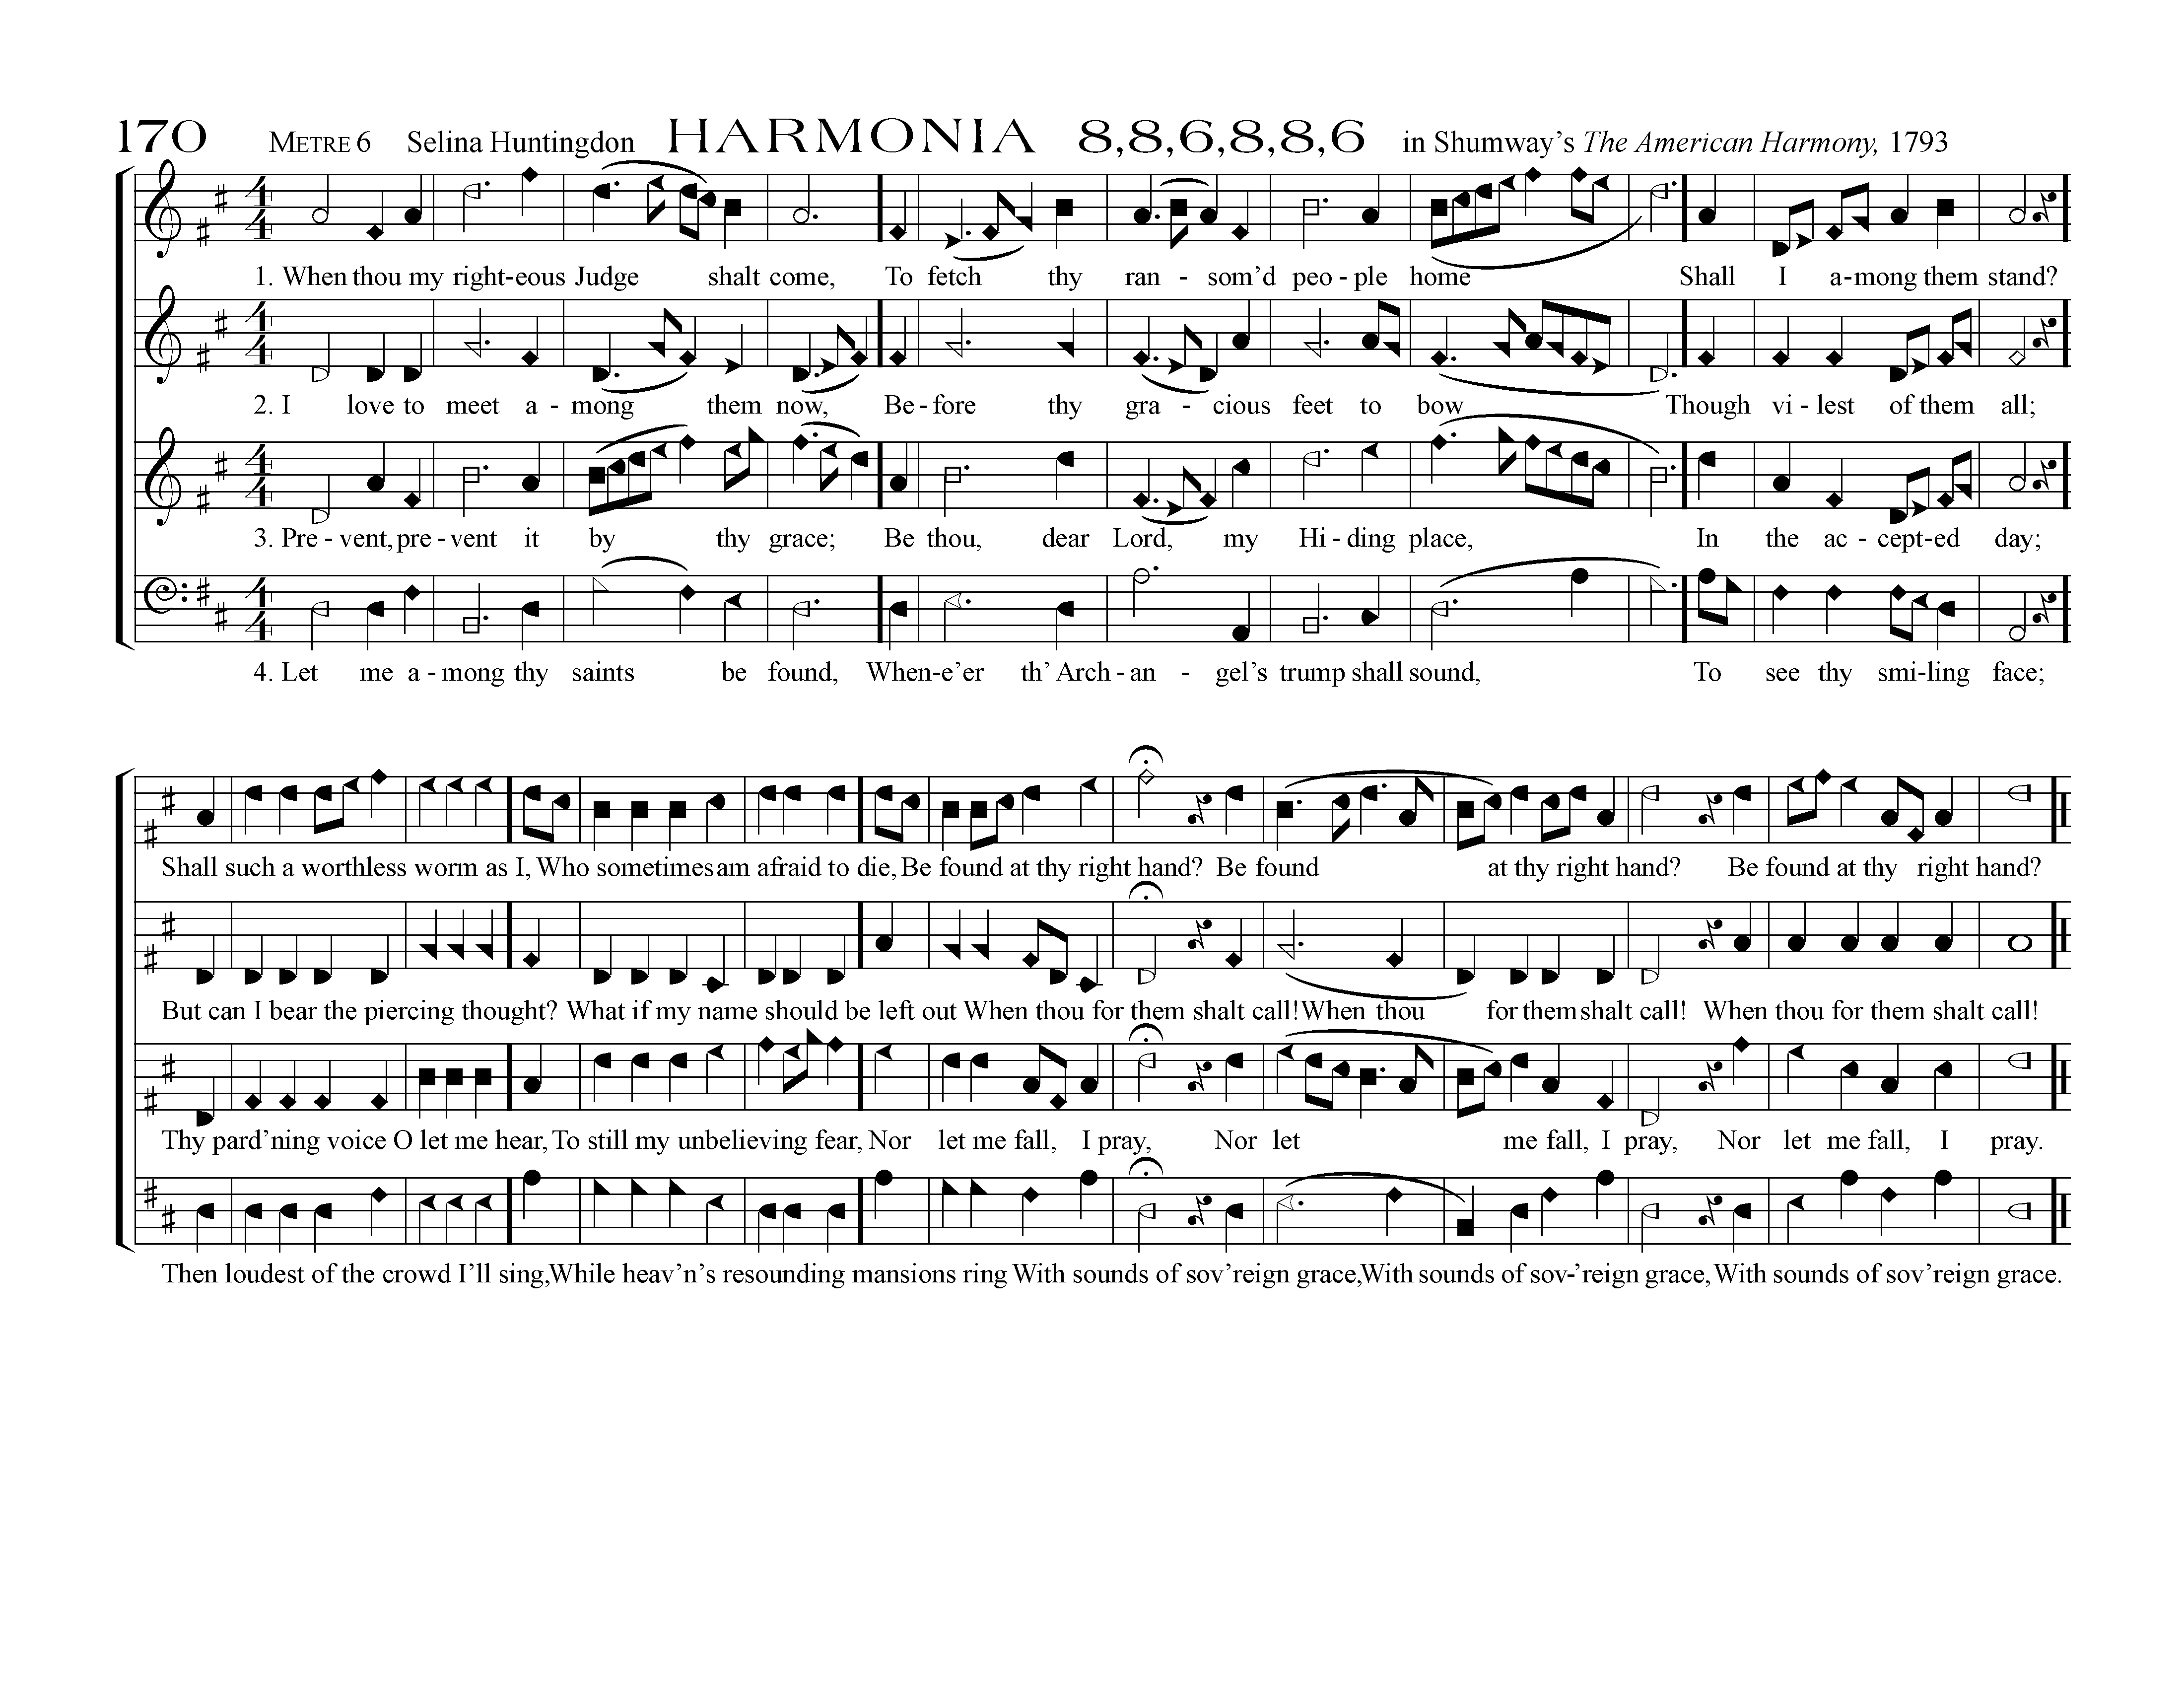 170 METRE 6 Selina Huntingdon HARMONIA 8,8,6,8,8,6 in Shumway’s The American Harmony, 1793
1. When thou my right-eous Judge shalt come, To fetch thy ran - som’d peo - ple home Shall I a-mong them stand?
2. I love to meet a - mong them now, Be - fore thy gra - cious feet to bow Though vi - lest of them all;
3. Pre - vent, pre - vent it by thy grace; Be thou, dear Lord, my Hi - ding place, In the ac - cept-ed day;
4. Let me a - mong thy saints be found, When-e’er th’ Arch - an - gel’s trump shall sound, To see thy smi-ling face;
Shall such a worthless worm as I, Who sometimes am afraid to die, Be found at thy right hand? Be found at thy right hand? Be found at thy right hand?
But can I bear the piercing thought? What if my name should be left out When thou for them shalt call! When thou for them shalt call! When thou for them shalt call!
Thy pard’ning voice O let me hear, To still my unbelieving fear, Nor let me fall, I pray, Nor let me fall, I pray, Nor let me fall, I pray.
Then loudest of the crowd I’ll sing, While heav’n’s resounding mansions ring With sounds of sov’reign grace, With sounds of sov-’reign grace, With sounds of sov’reign grace.